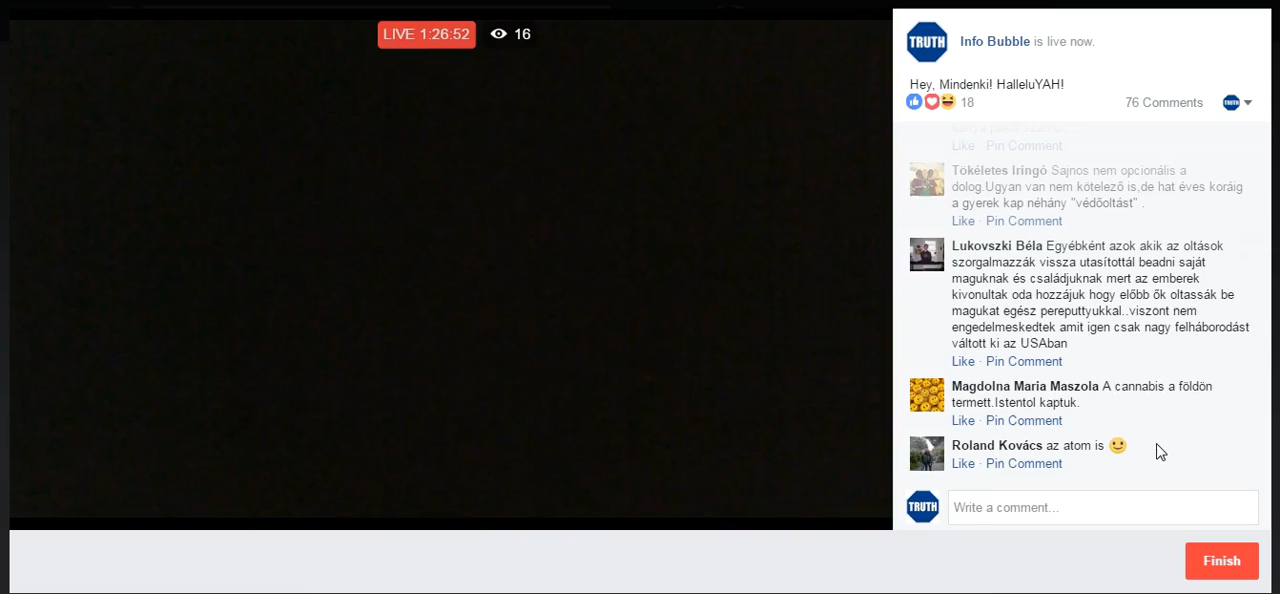 LIVE 1:26:52 16
TRUTH
Info Bubble is live now.
Hey, Mindenki! HalleluYAH!
18
76 Comments
TRUTH
Like · Pin Comment
Tökéletes Iringó Sajnos nem opcionális a
dolog.Ugyan van nem kötelező is,de hat éves koráig
a gyerek kap néhány "védőoltást" .
Like · Pin Comment
Lukovszki Béla Egyébként azok akik az oltások
szorgalmazzák vissza utasítottál beadni saját
maguknak és családjuknak mert az emberek
kivonultak oda hozzájuk hogy előbb ők oltassák be
magukat egész pereputtyukkal..viszont nem
engedelmeskedtek amit igen csak nagy felháborodást
váltott ki az USAban
Like · Pin Comment
Magdolna Maria Maszola A cannabis a földön
termett.Istentol kaptuk.
Like · Pin Comment
Roland Kovács az atom is
Like · Pin Comment
TRUTH
Write a comment...
Finish